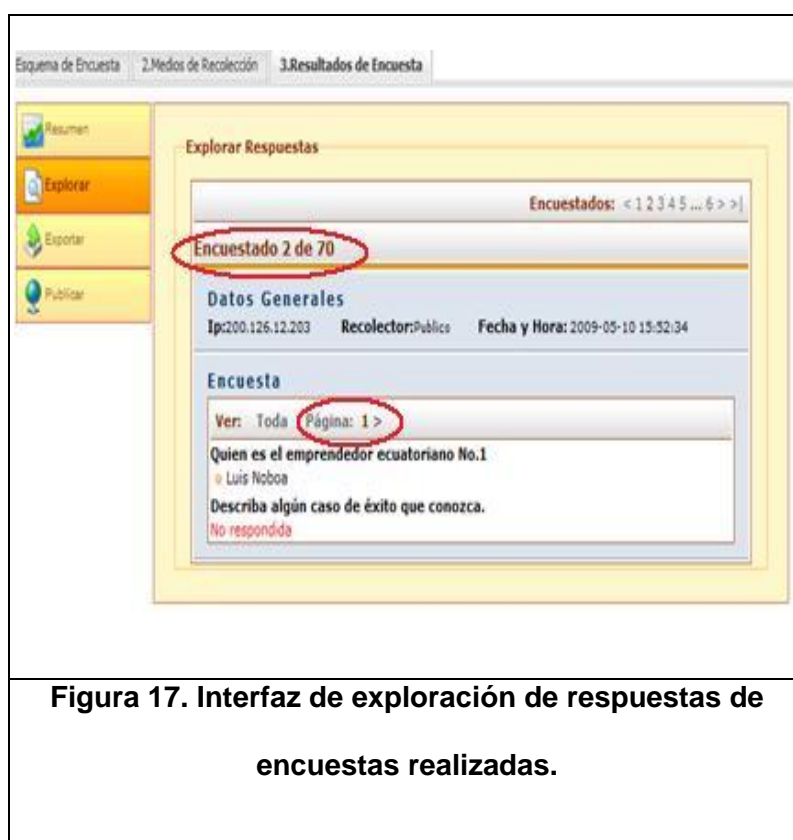 Esquema de Encuesta 2.Medios de Recolección 3.Resultados de Encuesta
Resumen
Explorar
Exportar
Publicar
Explorar Respuestas
Encuestados: < 1 2 3 4 5 ... 6 > >|
Encuestado 2 de 70
Datos Generales
Ip:200.126.12.203 Recolector:Publico Fecha y Hora: 2009-05-10 15:52:34
Encuesta
Ver: Toda Página: 1 >
Quien es el emprendedor ecuatoriano No.1
Luis Noboa
Describa algún caso de éxito que conozca.
No respondida
Figura 17. Interfaz de exploración de respuestas de
encuestas realizadas.